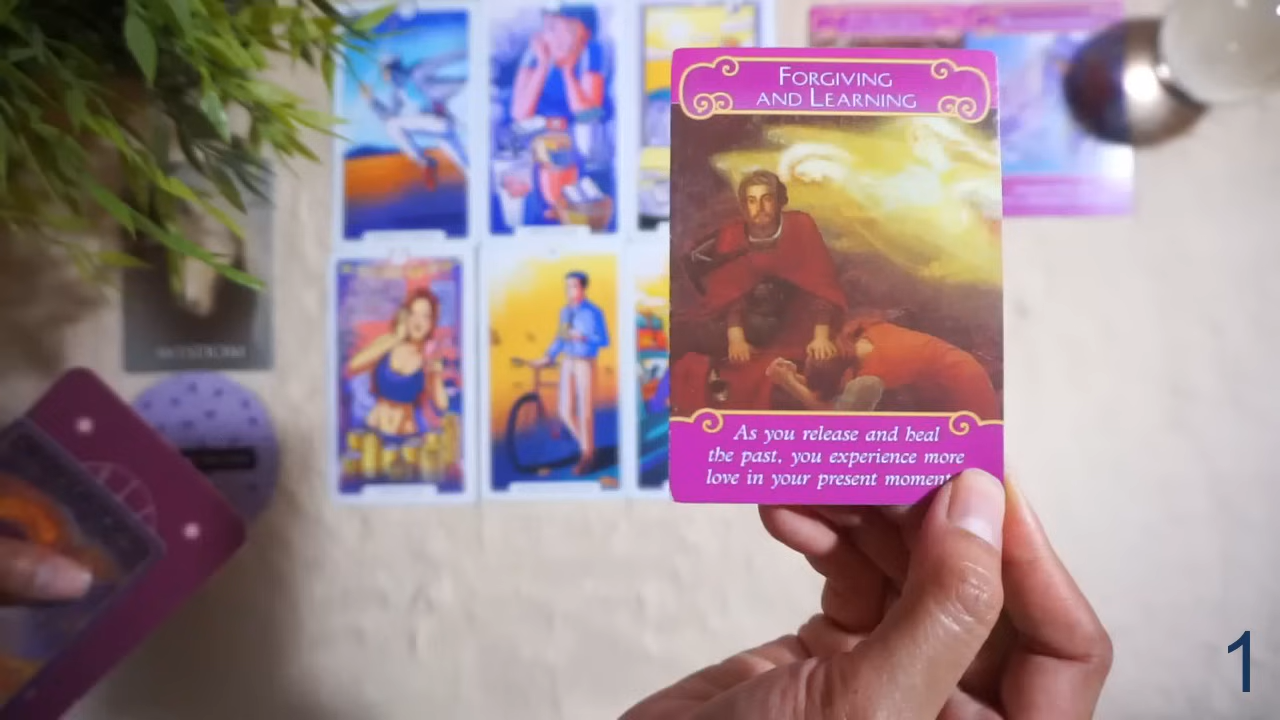 FORGIVING
AND LEARNING
As you release and heal
the past, you experience more
love in your present moment
1